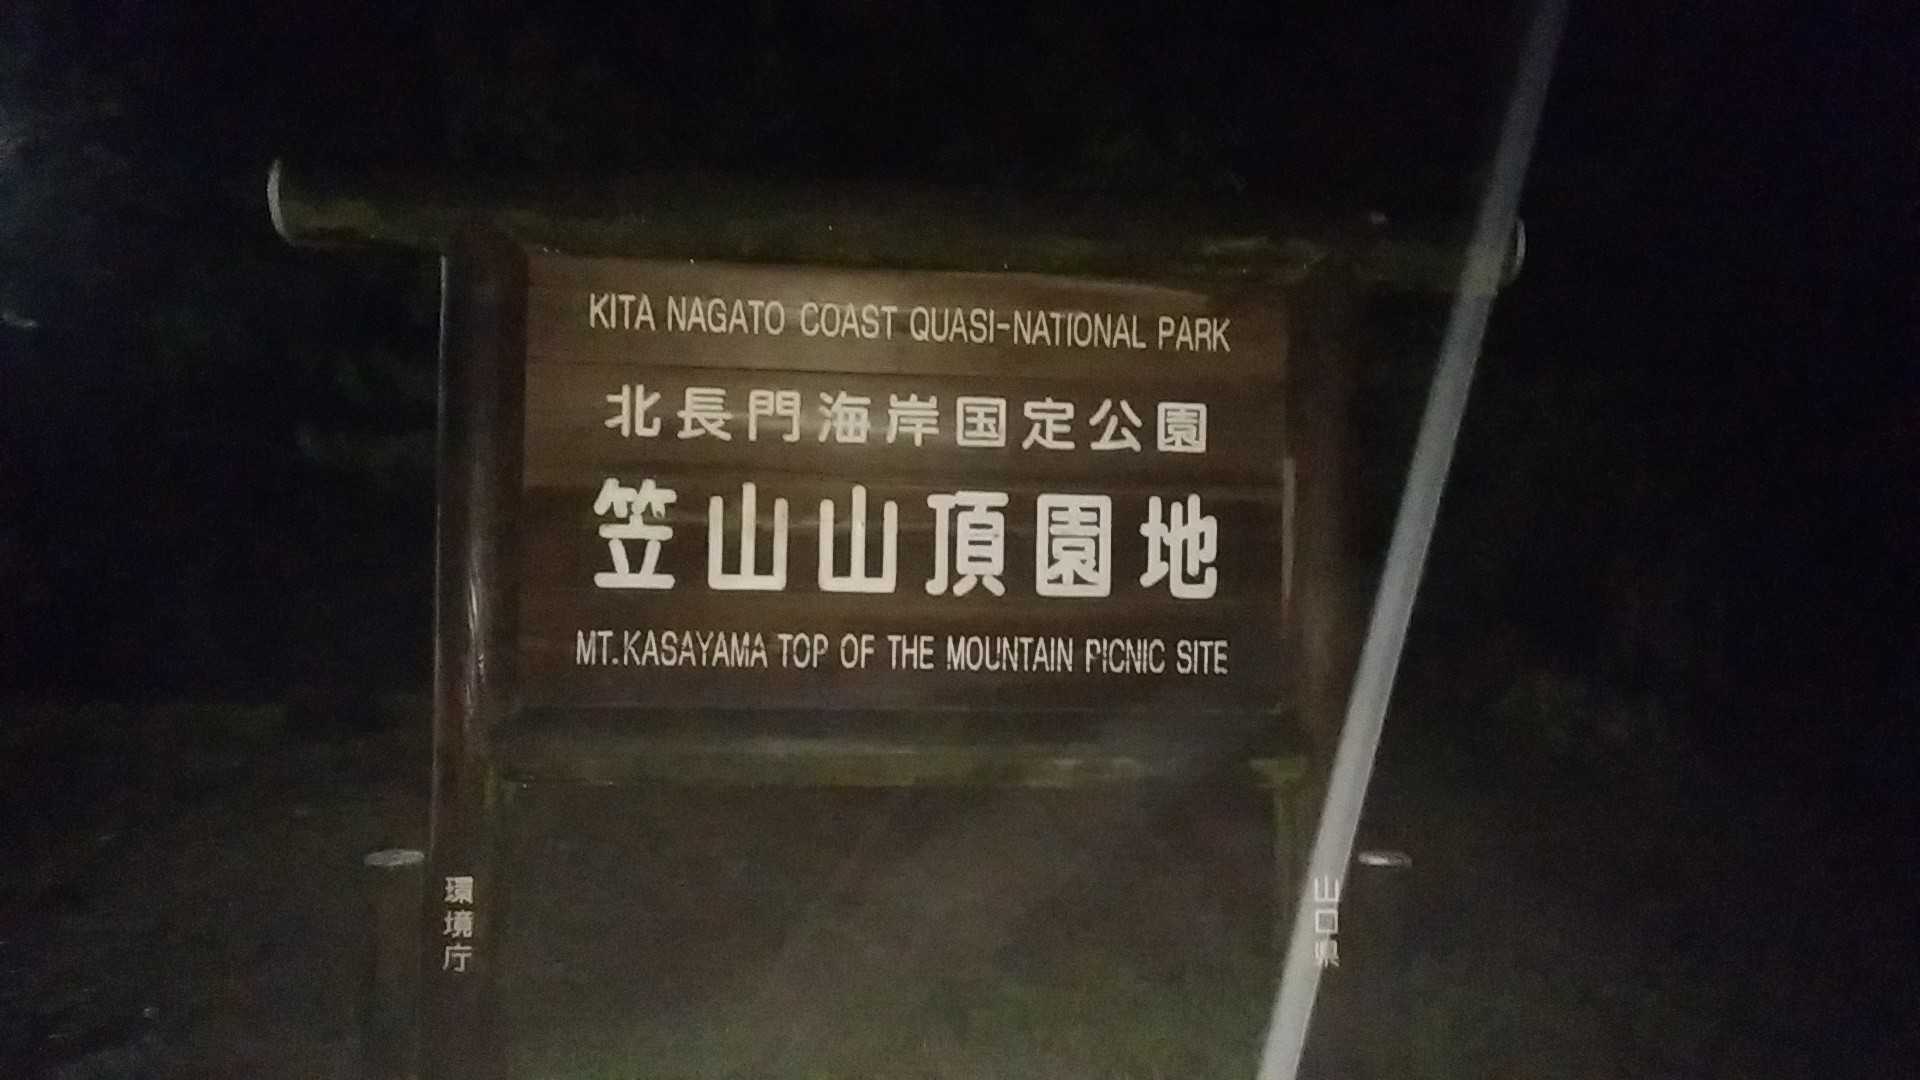 KITA NAGATO COAST QUASI-NATIONAL PARK
北長門海岸国定公園
笠山山頂園地
MT.KASAYAMA TOP OF THE MOUNTAIN PICNIC SITE
環境庁
山口県